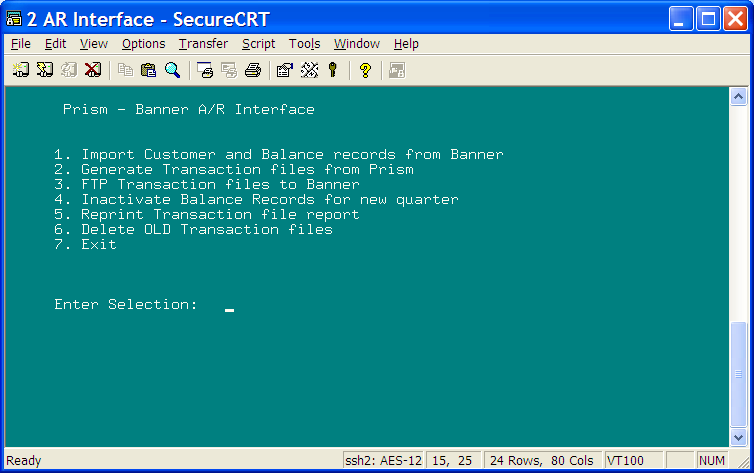 2 AR Interface - SecureCRT
File Edit View Options Transfer Script Tools Window Help
Prism - Banner A/R Interface
1. Import Customer and Balance records from Banner
2. Generate Transaction files from Prism
3. FTP Transaction files to Banner
4. Inactivate Balance Records for new quarter
5. Reprint Transaction file report
6. Delete OLD Transaction files
7. Exit
Enter Selection: _
Ready ssh2: AES-12 15, 25 24 Rows, 80 Cols VT100 NUM